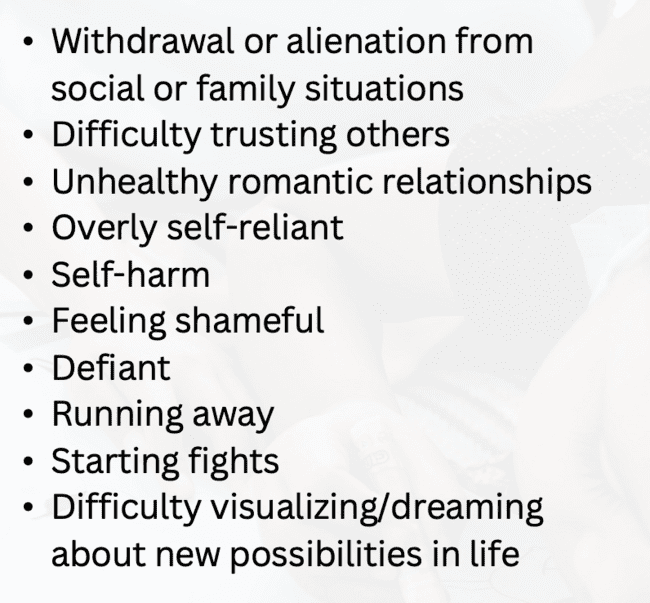 • Withdrawal or alienation from
social or family situations
• Difficulty trusting others
• Unhealthy romantic relationships
• Overly self-reliant
• Self-harm
• Feeling shameful
• Defiant
• Running away
• Starting fights
• Difficulty visualizing/dreaming
about new possibilities in life